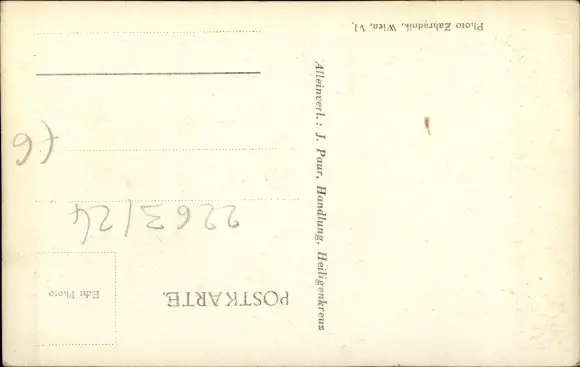 POSTKARTE.
Echt Photo
2263/24
Alleinverl.: J. Paur, Handlung, Heiligenkreuz
Photo Zahradnik, Wien, VI.